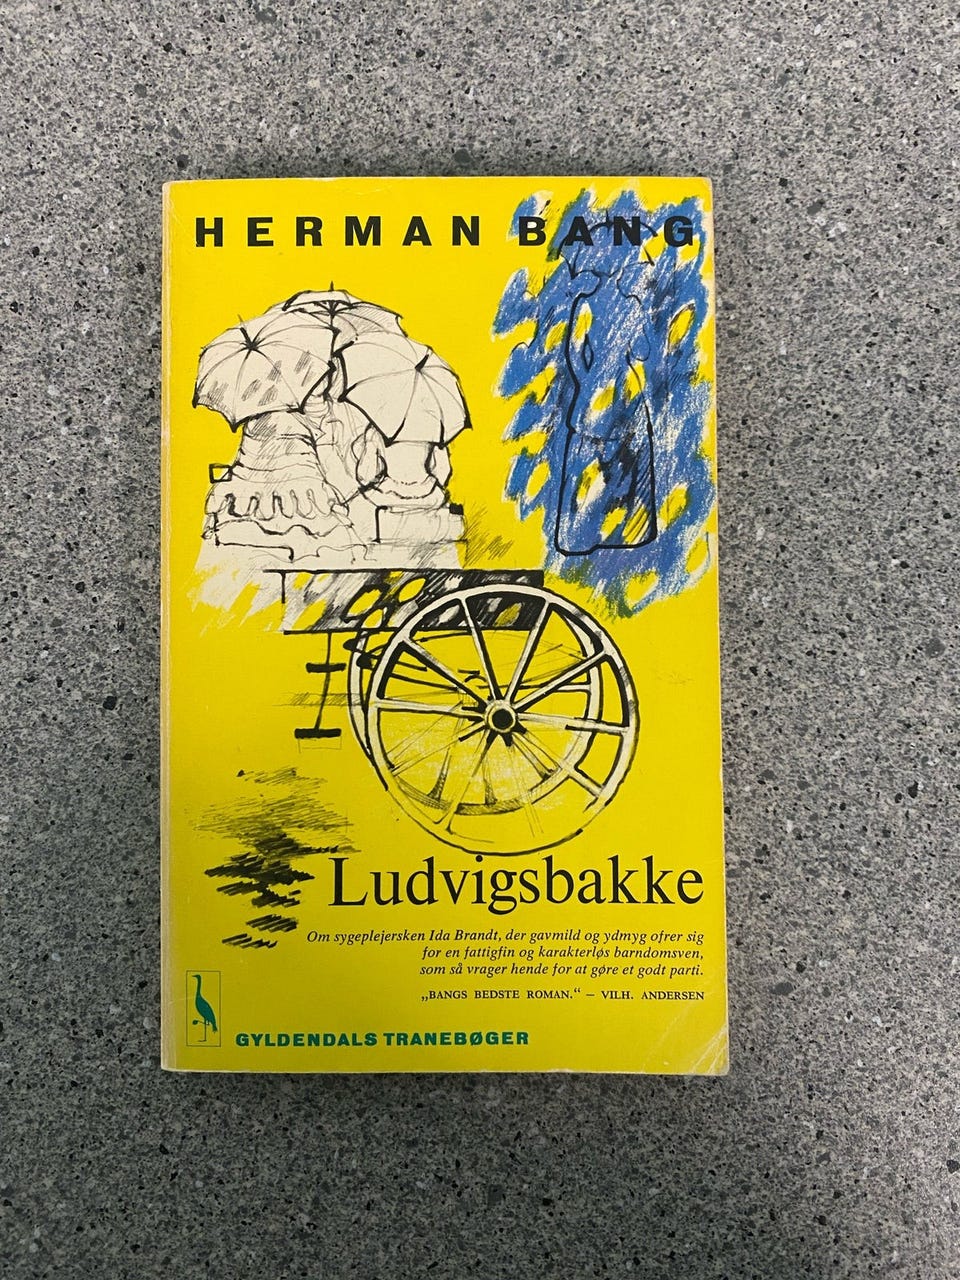 HERMAN BANG
Ludvigsbakke
Om sygeplejersken Ida Brandt, der gavmild og ydmyg ofrer sig
for en fattigfin og karakterløs barndomsven,
som så vrager hende for at gøre et godt parti.
„BANGS BEDSTE ROMAN.“ — VILH. ANDERSEN
GYLDENDALS TRANEBØGER